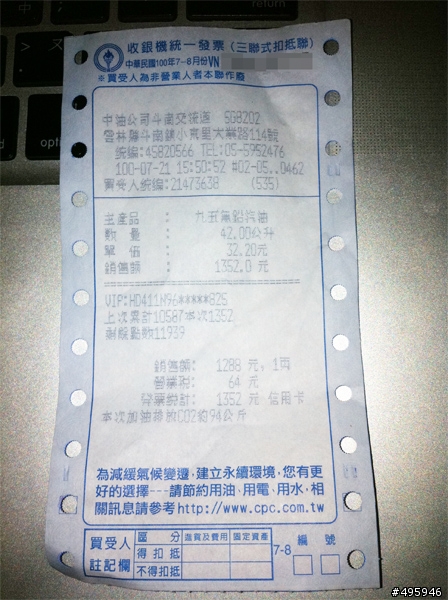 收銀機統一發票(三聯式扣抵聯)
中華民國100年7-8月份VN
※買受人為非營業人者本聯作廢
中油公司斗南交流道 SG8202
雲林縣斗南鎮小東里大業路114號
統編:45820566 TEL:05-5952476
100-07-21 15:50:52 #02-05..0462
買受人統編:21473638 (535)
主產品 : 九五無鉛汽油
數量 : 42.00公升
單價 : 32.20元
銷售額 : 1352.0 元
VIP:HD411N96*****82S
上次累計10587本次1352
剩餘點數11939
銷售額: 1288 元, 1丙
營業稅: 64 元
發票總計: 1352 元 信用卡
本次加油排放CO2約94公斤
為減緩氣候變遷,建立永續環境,您有更
好的選擇---請節約用油、用電、用水,相
關訊息請參考http://www.cpc.com.tw
買受人註記欄 區分 進貨及費用 固定資產 7-8 編號
得扣抵
不得扣抵
#495946